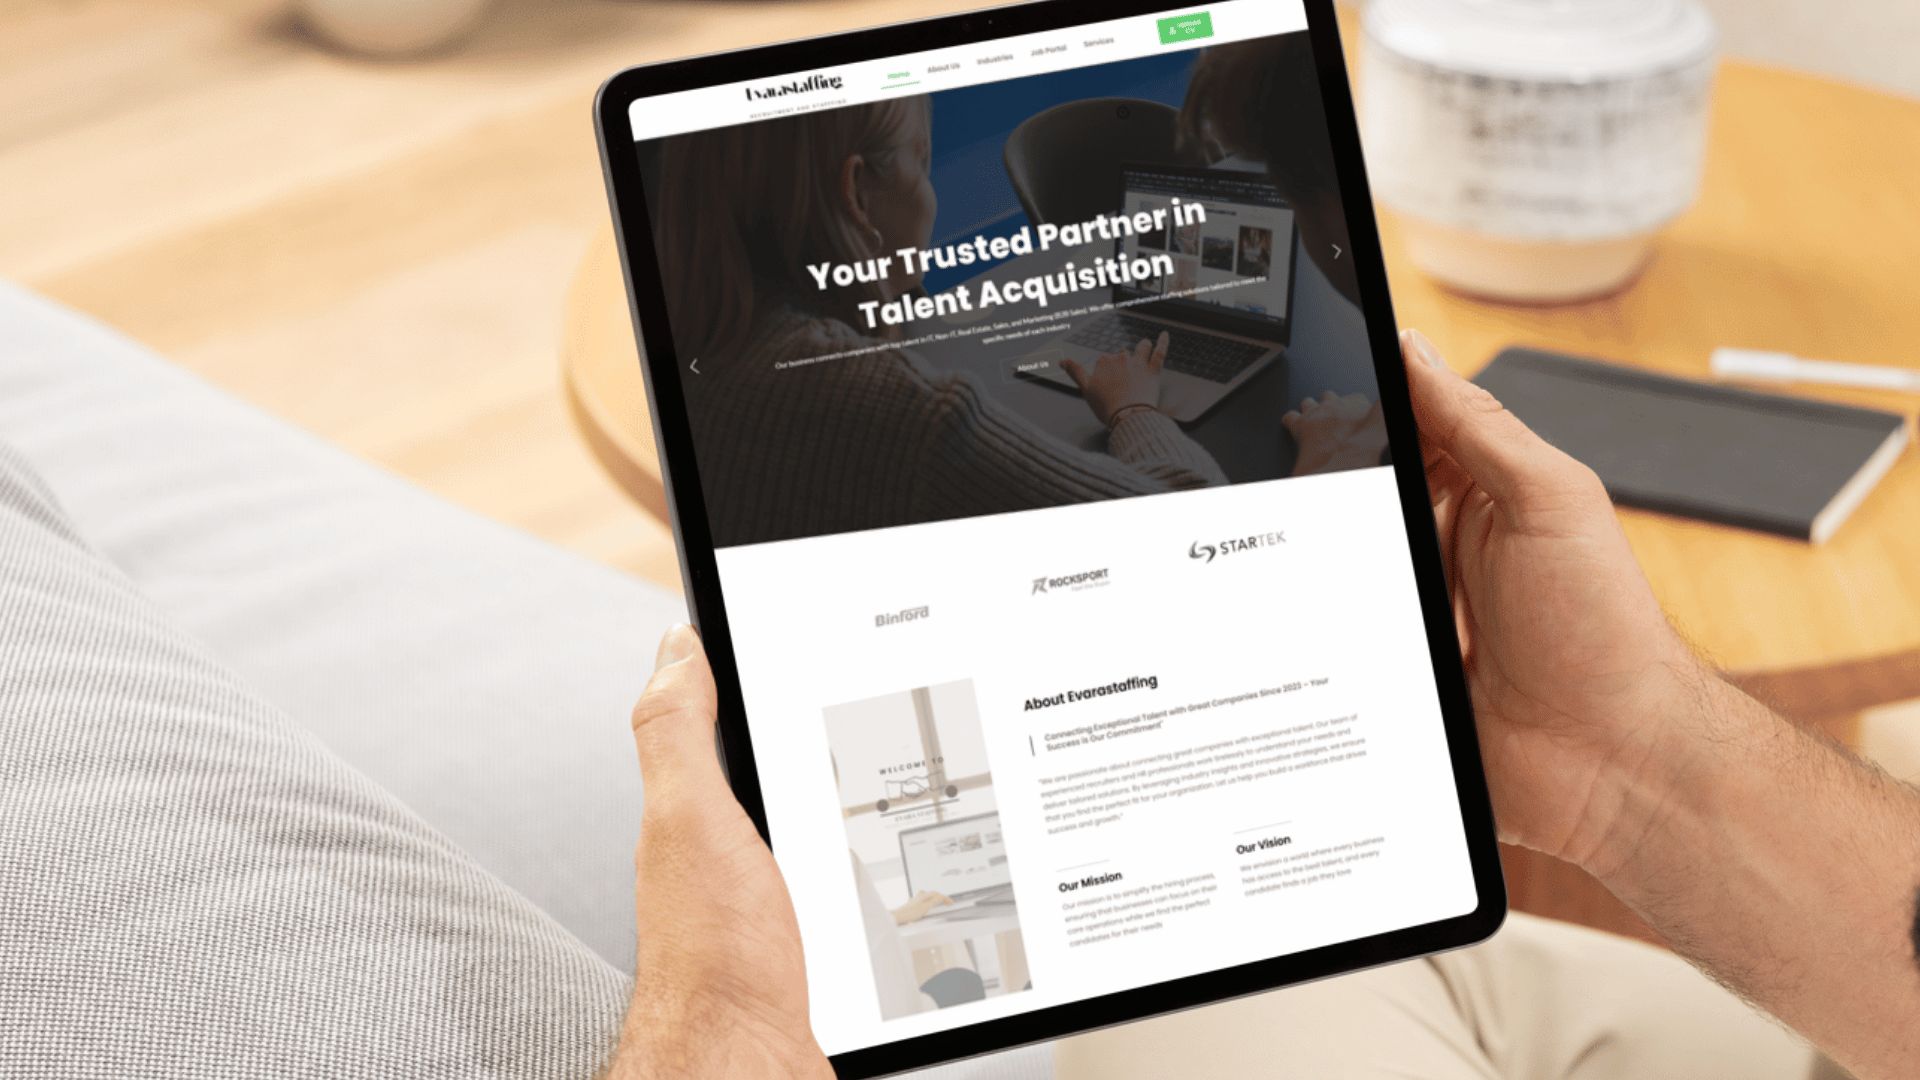 Evarastaffing
RECRUITMENT AND STAFFING
Home
About Us
Industries
Job Portal
Services
Upload
CV
Your Trusted Partner in
Talent Acquisition
Our business connects companies with top talent in IT, Non-IT, Real Estate, Sales, and Marketing (B2B Sales). We offer comprehensive staffing solutions tailored to meet the
specific needs of each industry
About Us
Binford
ROCKSPORT
STARTEK
About Evarastaffing
Connecting Exceptional Talent with Great Companies Since 2023 – Your
Success is Our Commitment"
"We are passionate about connecting great companies with exceptional talent. Our team of
experienced recruiters and HR professionals work tirelessly to understand your needs and
deliver tailored solutions. By leveraging industry insights and innovative strategies, we ensure
that you find the perfect fit for your organization. Let us help you build a workforce that drives
success and growth."
WELCOME TO
EVARASTAFFING
Our Mission
Our mission is to simplify the hiring process,
ensuring that businesses can focus on their
core operations while we find the perfect
candidates for their needs
Our Vision
We envision a world where every business
has access to the best talent, and every
candidate finds a job they love